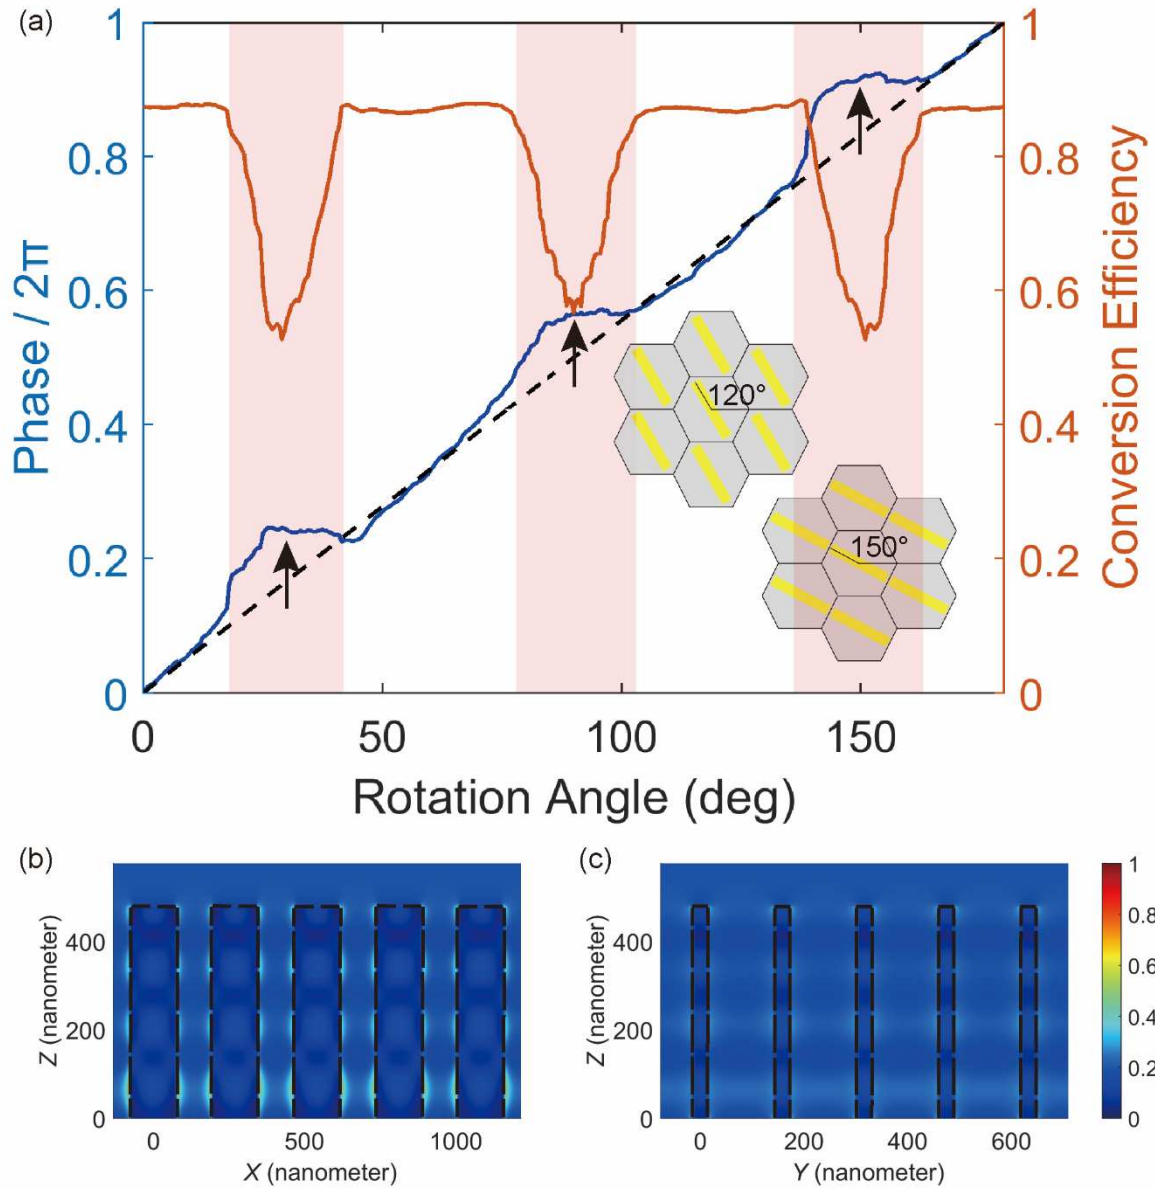 (a)
1
0.8
0.6
0.4
0.2
0
Phase / 2π
1
0.8
0.6
0.4
0.2
0
Conversion Efficiency
120°
150°
0 50 100 150
Rotation Angle (deg)
(b)
400
200
0
Z (nanometer)
0 500 1000
X (nanometer)
(c)
400
200
0
Z (nanometer)
0 200 400 600
Y (nanometer)
1
0.8
0.6
0.4
0.2
0